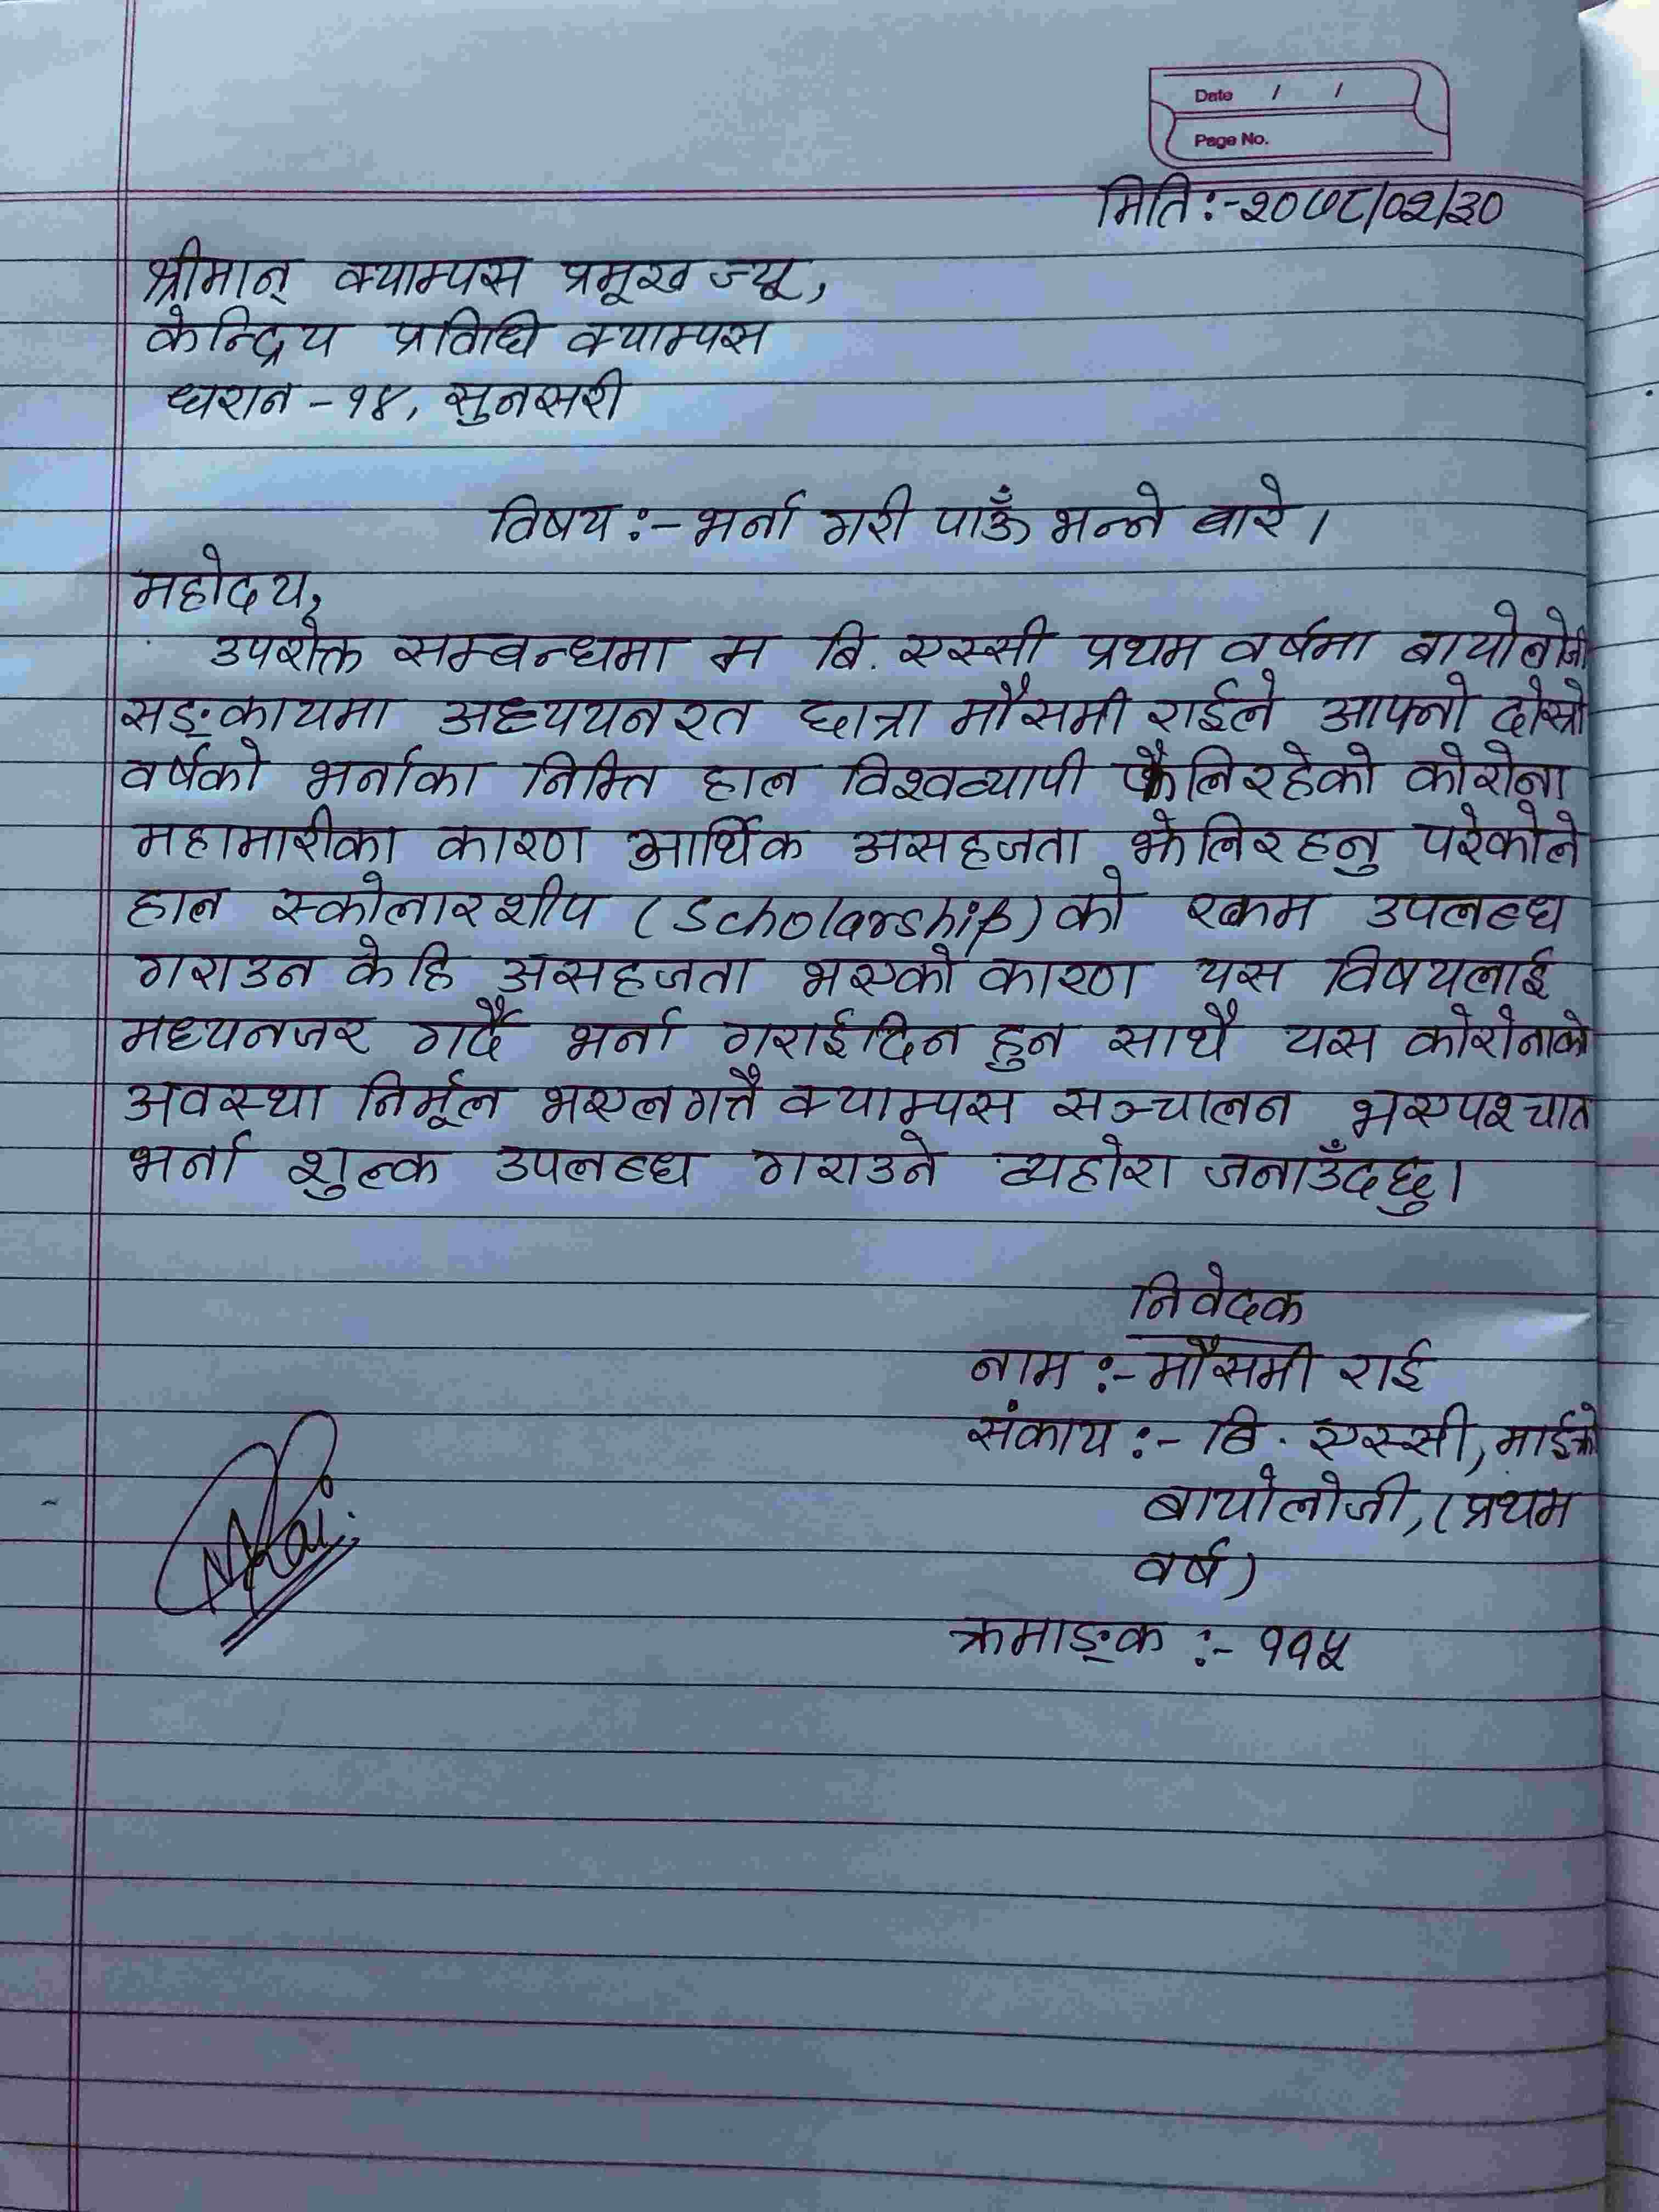 Date / /
Page No.
मिति:-२०७८/०२/३०
श्रीमान् क्याम्पस प्रमूख ज्यू,
केन्द्रिय प्रविधि क्याम्पस
धरान -१४, सुनसरी
विषय:- भर्ना गरी पाऊँ भन्ने बारे।
महोदय,
उपरोक्त सम्बन्धमा म बि. एस्सी प्रथम वर्षमा बायोलोजी
सङ्कायमा अध्ययनरत छात्रा मौसमी राईले आफ्नो दोस्रो
वर्षको भर्नाका निम्ति हाल विश्वव्यापी फैलिरहेको कोरोना
महामारीका कारण आर्थिक असहजता झेलिरहनु परेकोले
हाल स्कोलारशीप (Scholarship) को रकम उपलब्ध
गराउन केहि असहजता भएको कारण यस विषयलाई
मध्यनजर गर्दै भर्ना गराईदिन हुन साथै यस कोरोनाको
अवस्था निर्मूल भएलगत्तै क्याम्पस सञ्चालन भएपश्चात
भर्ना शुल्क उपलब्ध गराउने व्यहोरा जनाउँदछु।
निवेदक
नाम:- मौसमी राई
संकाय:- बि. एस्सी, माईक्रो
बायोलोजी, (प्रथम
वर्ष)
क्रमाङ्क :- ११५
MRai.